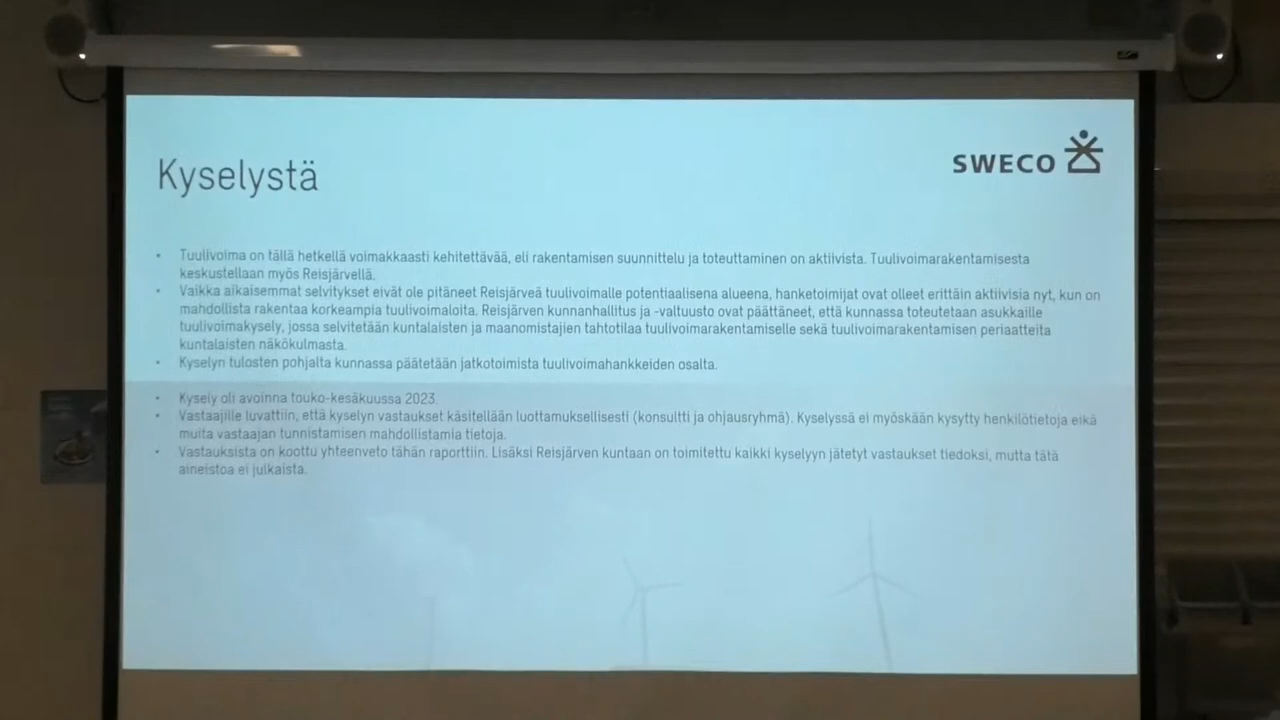 Kyselystä
SWECO
• Tuulivoima on tällä hetkellä voimakkaasti kehitettävää, eli rakentamisen suunnittelu ja toteuttaminen on aktiivista. Tuulivoimarakentamisesta
keskustellaan myös Reisjärvellä.
• Vaikka aikaisemmat selvitykset eivät ole pitäneet Reisjärveä tuulivoimalle potentiaalisena alueena, hanketoimijat ovat olleet erittäin aktiivisia nyt, kun on
mahdollista rakentaa korkeampia tuulivoimaloita. Reisjärven kunnanhallitus ja -valtuusto ovat päättäneet, että kunnassa toteutetaan asukkaille
tuulivoimakysely, jossa selvitetään kuntalaisten ja maanomistajien tahtotilaa tuulivoimarakentamiselle sekä tuulivoimarakentamisen periaatteita
kuntalaisten näkökulmasta.
• Kyselyn tulosten pohjalta kunnassa päätetään jatkotoimista tuulivoimahankkeiden osalta.
• Kysely oli avoinna touko-kesäkuussa 2023.
• Vastaajille luvattiin, että kyselyn vastaukset käsitellään luottamuksellisesti (konsultti ja ohjausryhmä). Kyselyssä ei myöskään kysytty henkilötietoja eikä
muita vastaajan tunnistamisen mahdollistamia tietoja.
• Vastauksista on koottu yhteenveto tähän raporttiin. Lisäksi Reisjärven kuntaan on toimitettu kaikki kyselyyn jätetyt vastaukset tiedoksi, mutta tätä
aineistoa ei julkaista.